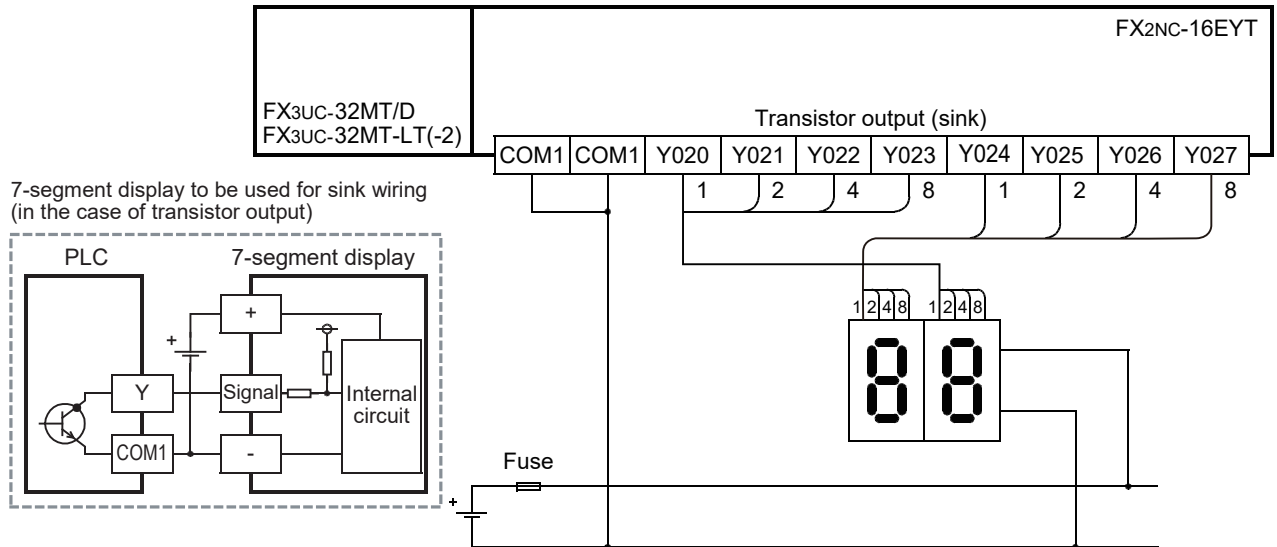 FX2NC-16EYT
FX3UC-32MT/D
FX3UC-32MT-LT(-2)
Transistor output (sink)
COM1 COM1 Y020 Y021 Y022 Y023 Y024 Y025 Y026 Y027
1 2 4 8 1 2 4 8
7-segment display to be used for sink wiring
(in the case of transistor output)
PLC 7-segment display
+
+
Y Signal Internal
circuit
COM1 -
1 2 4 8 1 2 4 8
8 8
Fuse
+